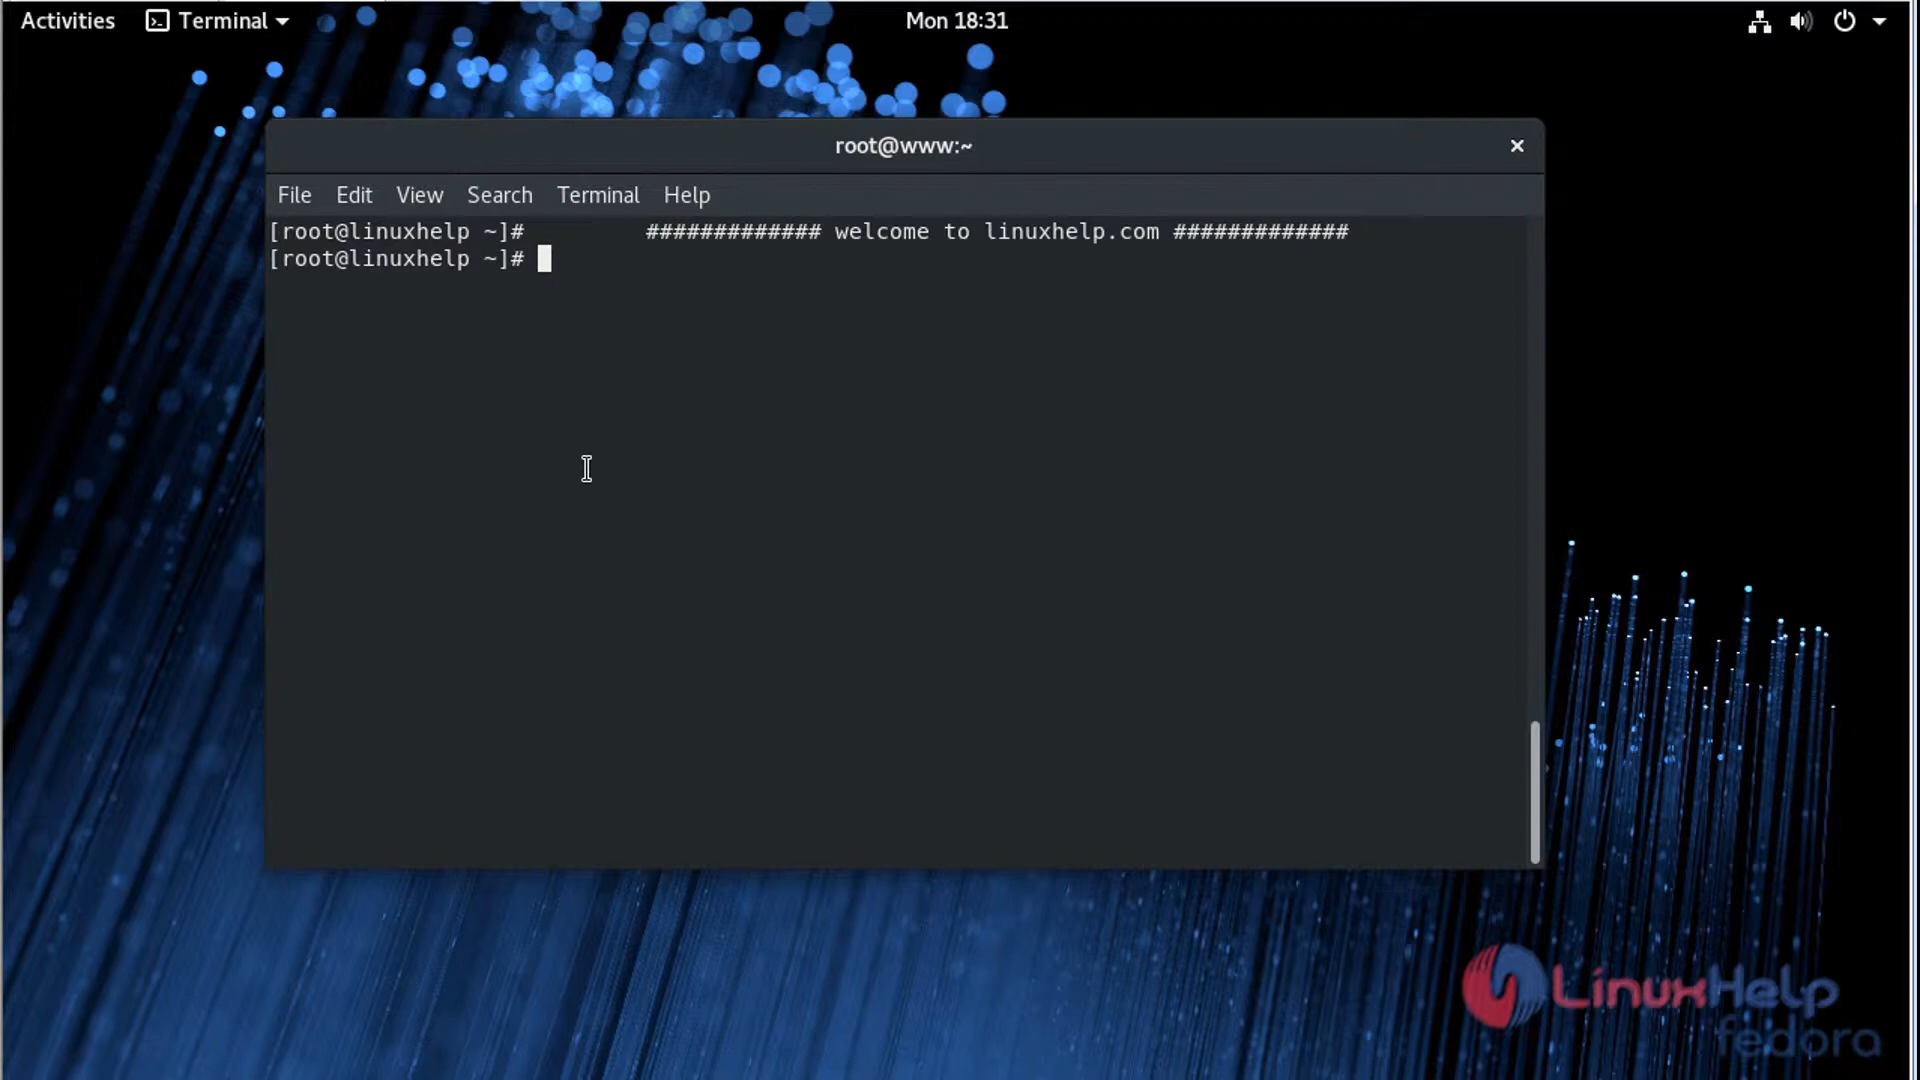 Activities Terminal Mon 18:31
root@www:~
File Edit View Search Terminal Help
[root@linuxhelp ~]# ############# welcome to linuxhelp.com #############
[root@linuxhelp ~]#
LinuxHelp
fedora